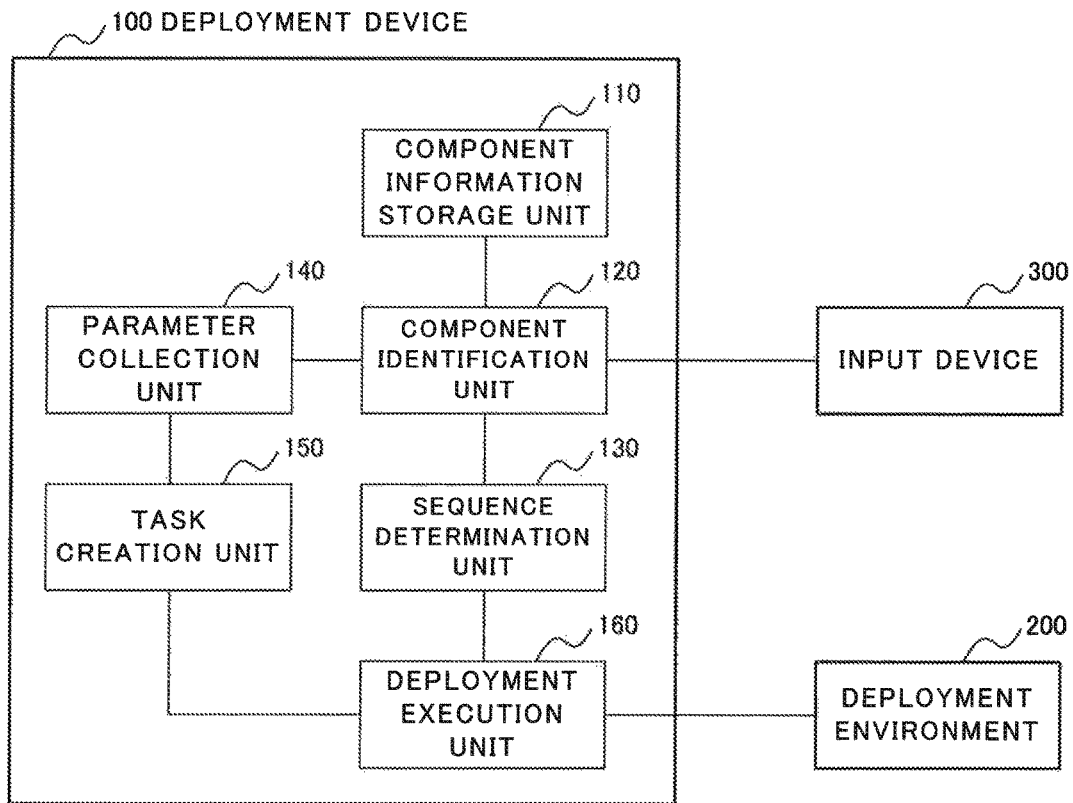 100 DEPLOYMENT DEVICE
110
COMPONENT
INFORMATION
STORAGE UNIT
140
PARAMETER
COLLECTION
UNIT
120
COMPONENT
IDENTIFICATION
UNIT
300
INPUT DEVICE
150
TASK
CREATION UNIT
130
SEQUENCE
DETERMINATION
UNIT
160
DEPLOYMENT
EXECUTION
UNIT
200
DEPLOYMENT
ENVIRONMENT